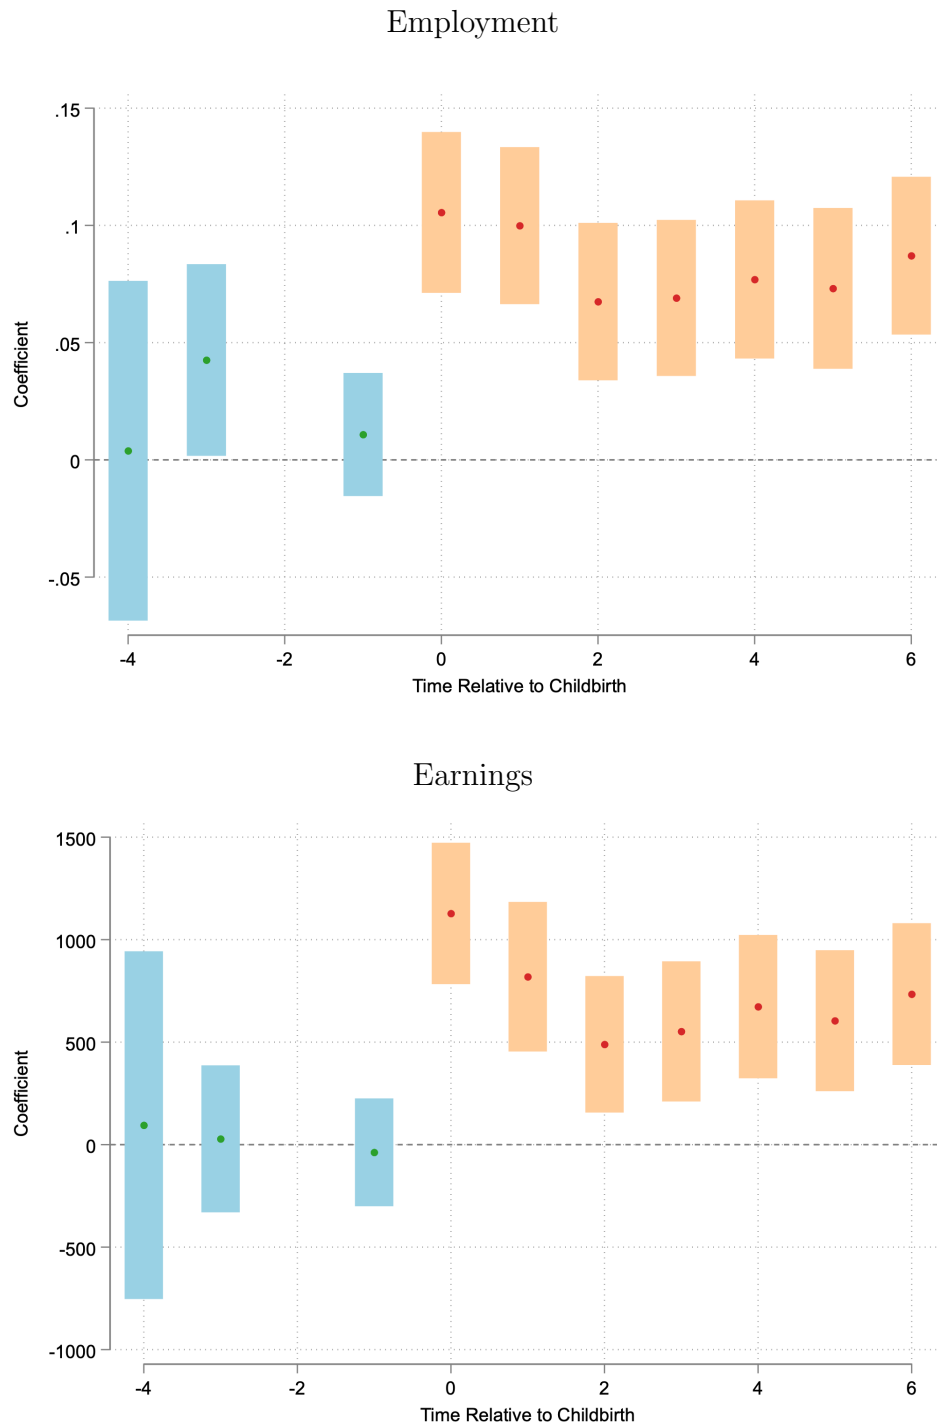 Employment
.15
.1
.05
0
-.05
Coefficient
-4 -2 0 2 4 6
Time Relative to Childbirth
Earnings
1500
1000
500
0
-500
-1000
Coefficient
-4 -2 0 2 4 6
Time Relative to Childbirth